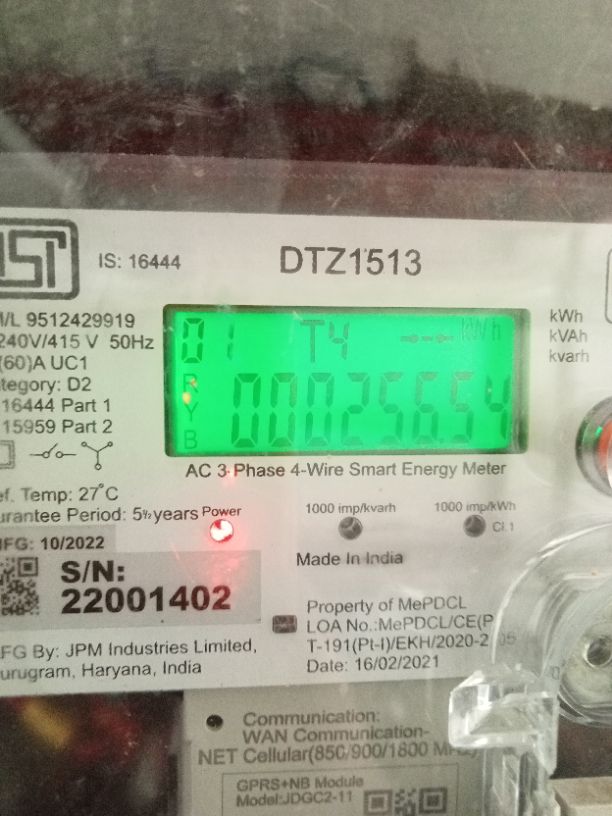 IS: 16444
DTZ1513
M/L 9512429919
240V/415 V 50Hz
(60)A UC1
tegory: D2
16444 Part 1
15959 Part 2
01 T4 kWh
R
Y
B
000256.54
kWh
kVAh
kvarh
AC 3-Phase 4-Wire Smart Energy Meter
ef. Temp: 27°C
urantee Period: 5½ years
Power
1000 imp/kvarh
1000 imp/kWh
Cl.1
FG: 10/2022
S/N:
22001402
Made In India
Property of MePDCL
LOA No.:MePDCL/CE(P
T-191(Pt-I)/EKH/2020-2
Date: 16/02/2021
FG By: JPM Industries Limited,
urugram, Haryana, India
Communication:
WAN Communication-
NET Cellular(850/900/1800 MHz)
GPRS+NB Module
Model:JDGC2-11